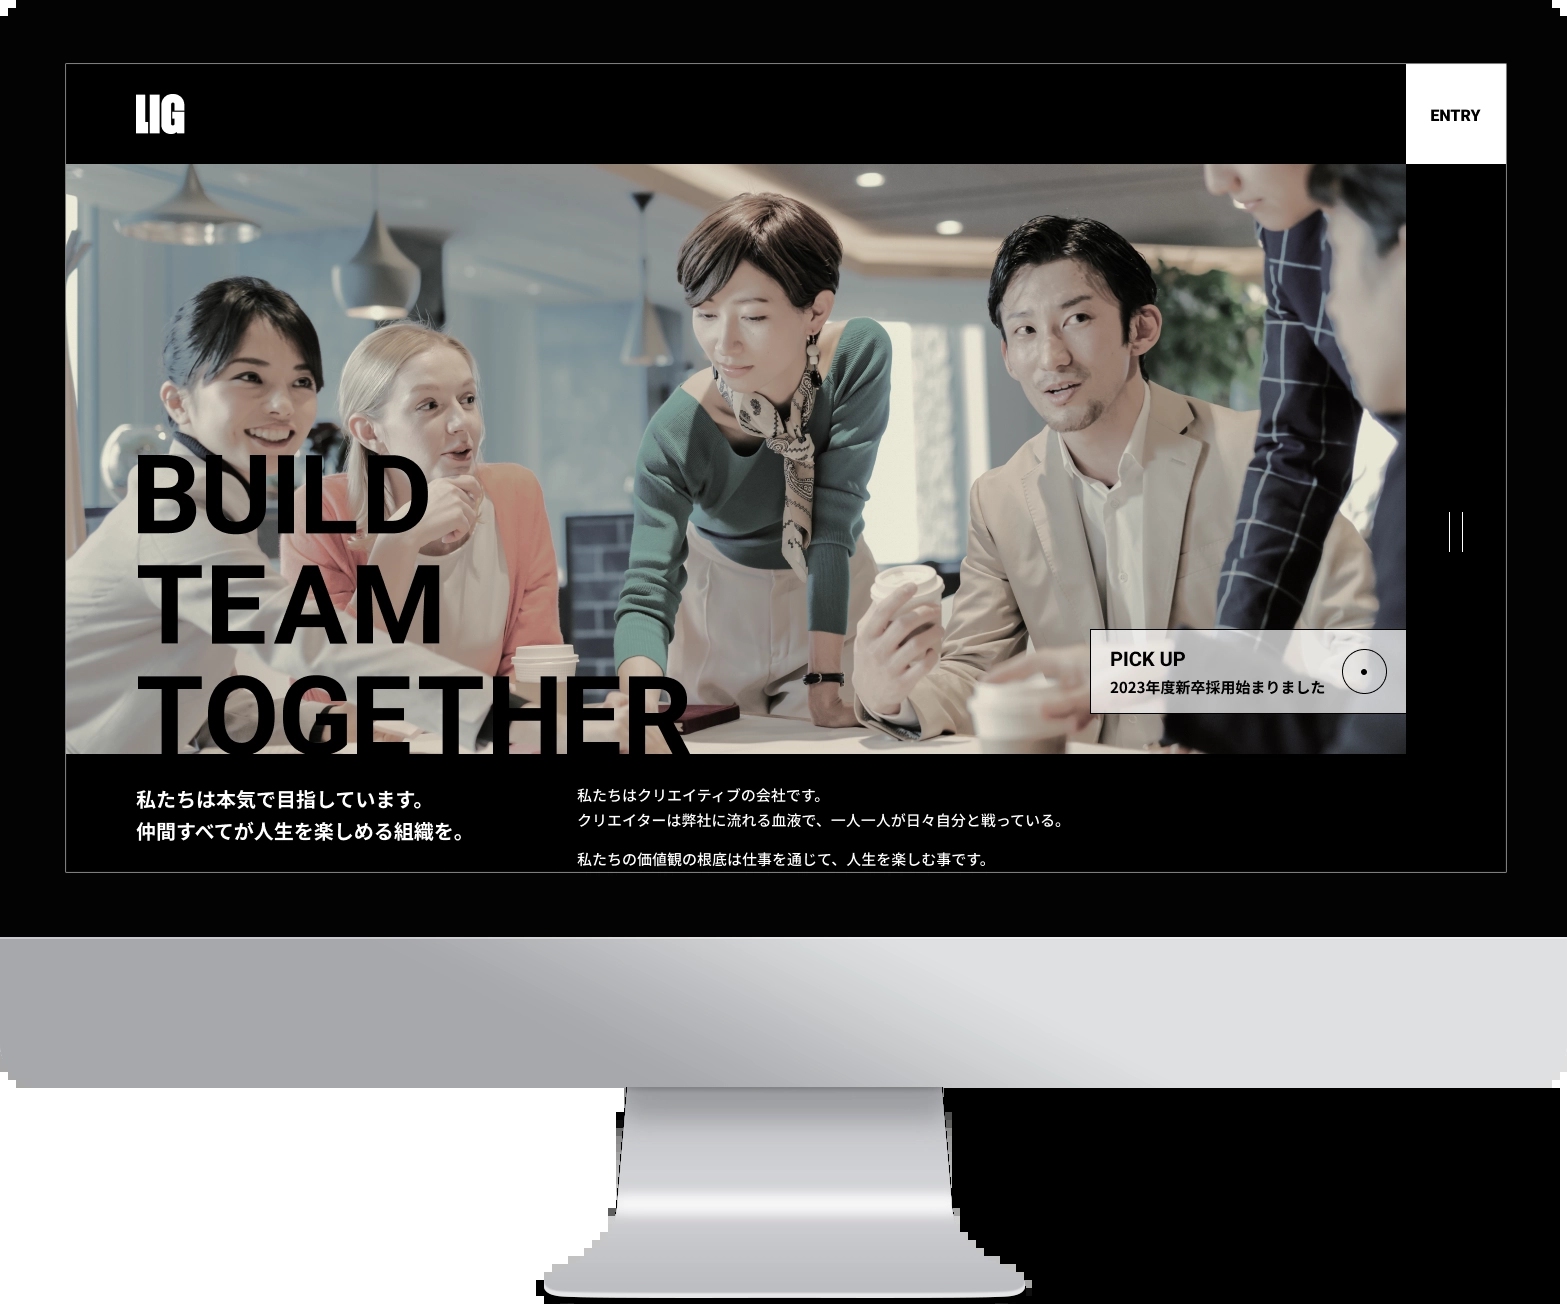 LIG
ENTRY
BUILD
TEAM
TOGETHER
PICK UP
2023年度新卒採用始まりました
私たちは本気で目指しています。
仲間すべてが人生を楽しめる組織を。
私たちはクリエイティブの会社です。
クリエイターは弊社に流れる血液で、一人一人が日々自分と戦っている。
私たちの価値観の根底は仕事を通じて、人生を楽しむ事です。